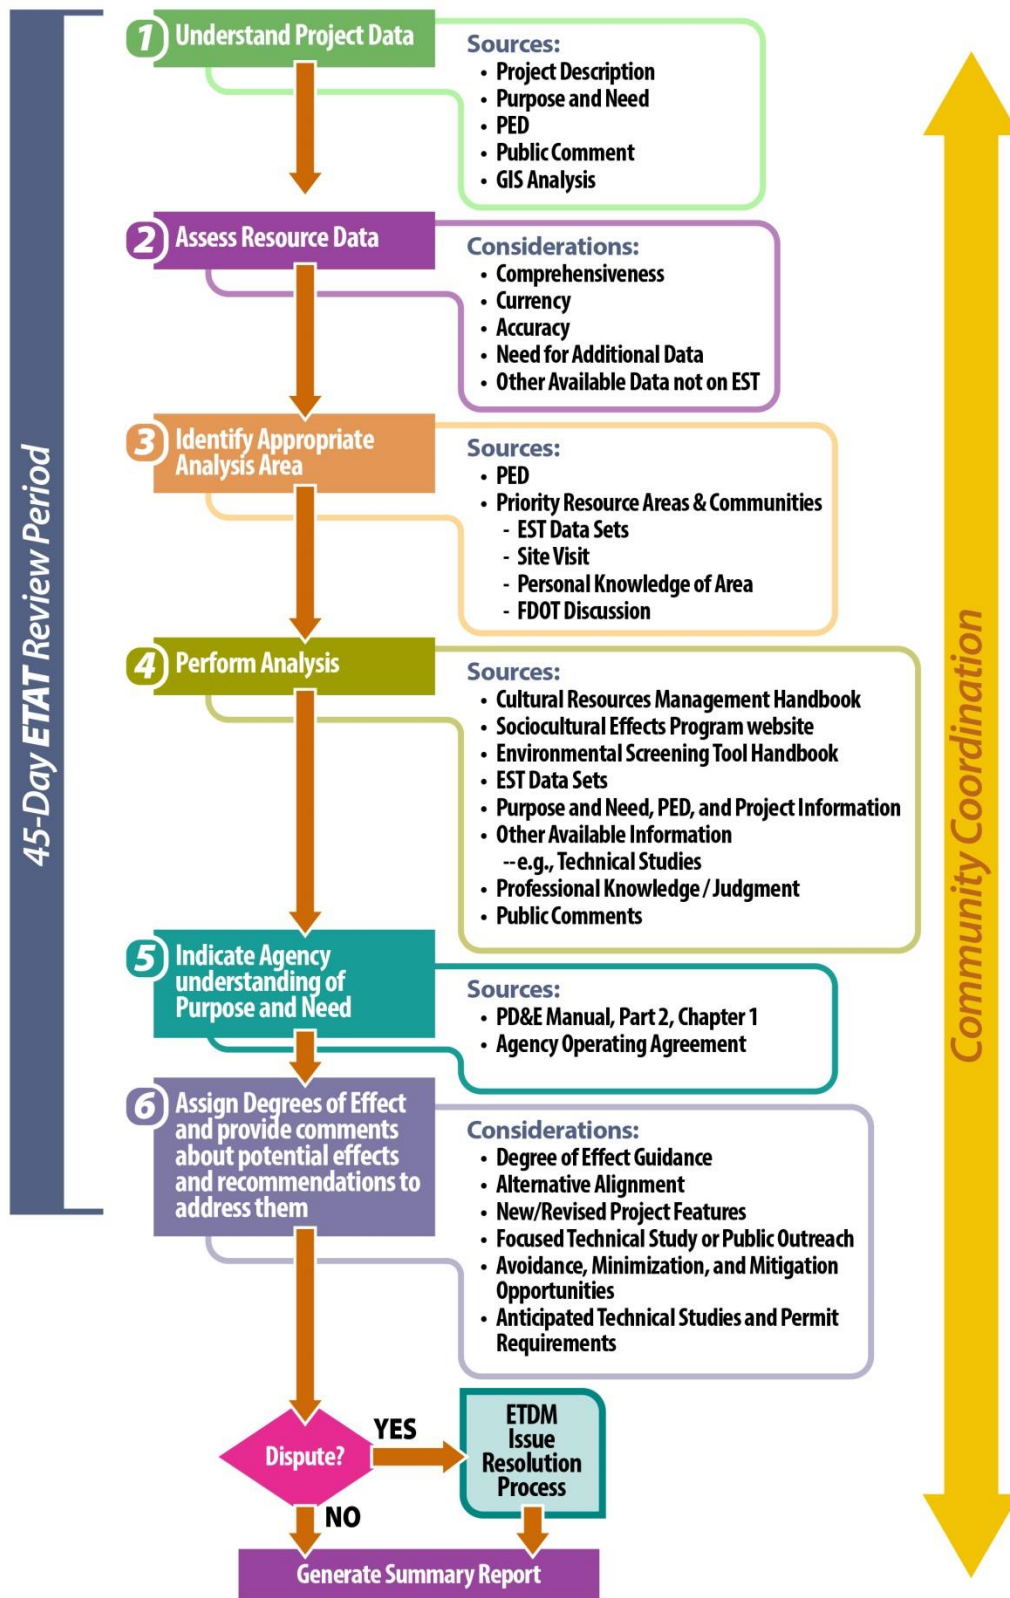 45-Day ETAT Review Period
1 Understand Project Data
Sources:
• Project Description
• Purpose and Need
• PED
• Public Comment
• GIS Analysis
2 Assess Resource Data
Considerations:
• Comprehensiveness
• Currency
• Accuracy
• Need for Additional Data
• Other Available Data not on EST
3 Identify Appropriate
Analysis Area
Sources:
• PED
• Priority Resource Areas & Communities
- EST Data Sets
- Site Visit
- Personal Knowledge of Area
- FDOT Discussion
4 Perform Analysis
Sources:
• Cultural Resources Management Handbook
• Sociocultural Effects Program website
• Environmental Screening Tool Handbook
• EST Data Sets
• Purpose and Need, PED, and Project Information
• Other Available Information
--e.g., Technical Studies
• Professional Knowledge / Judgment
• Public Comments
5 Indicate Agency
understanding of
Purpose and Need
Sources:
• PD&E Manual, Part 2, Chapter 1
• Agency Operating Agreement
6 Assign Degrees of Effect
and provide comments
about potential effects
and recommendations to
address them
Considerations:
• Degree of Effect Guidance
• Alternative Alignment
• New/Revised Project Features
• Focused Technical Study or Public Outreach
• Avoidance, Minimization, and Mitigation
Opportunities
• Anticipated Technical Studies and Permit
Requirements
Dispute?
YES
ETDM
Issue
Resolution
Process
NO
Generate Summary Report
Community Coordination